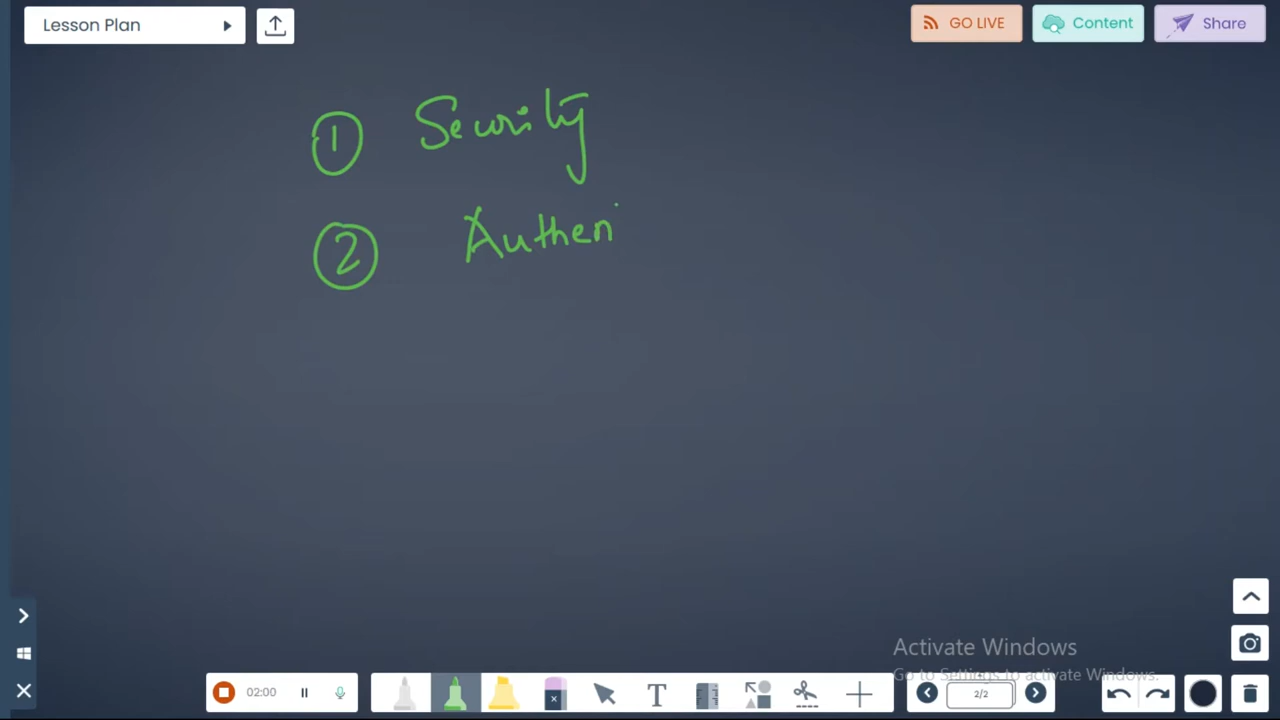 Lesson Plan
GO LIVE
Content
Share
① Security
② Authen
Activate Windows
Go to Settings to activate Windows.
02:00
T
2/2